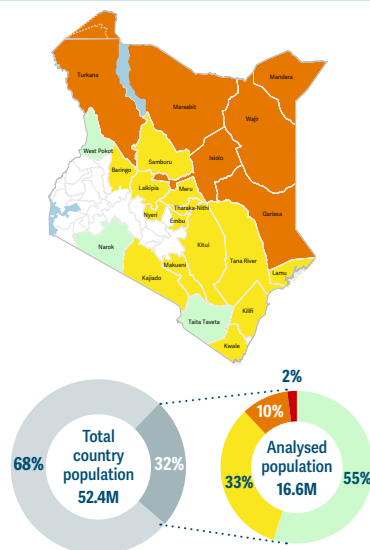 Turkana
Mandera
Marsabit
Wajir
West Pokot
Samburu
Isiolo
Baringo
Laikipia
Meru
Tharaka-Nithi
Nyeri
Embu
Garissa
Kitui
Narok
Tana River
Makueni
Lamu
Kajiado
Kilifi
Taita Taveta
Kwale
2%
10%
68%
Total
country
population
52.4M
32%
33%
Analysed
population
16.6M
55%